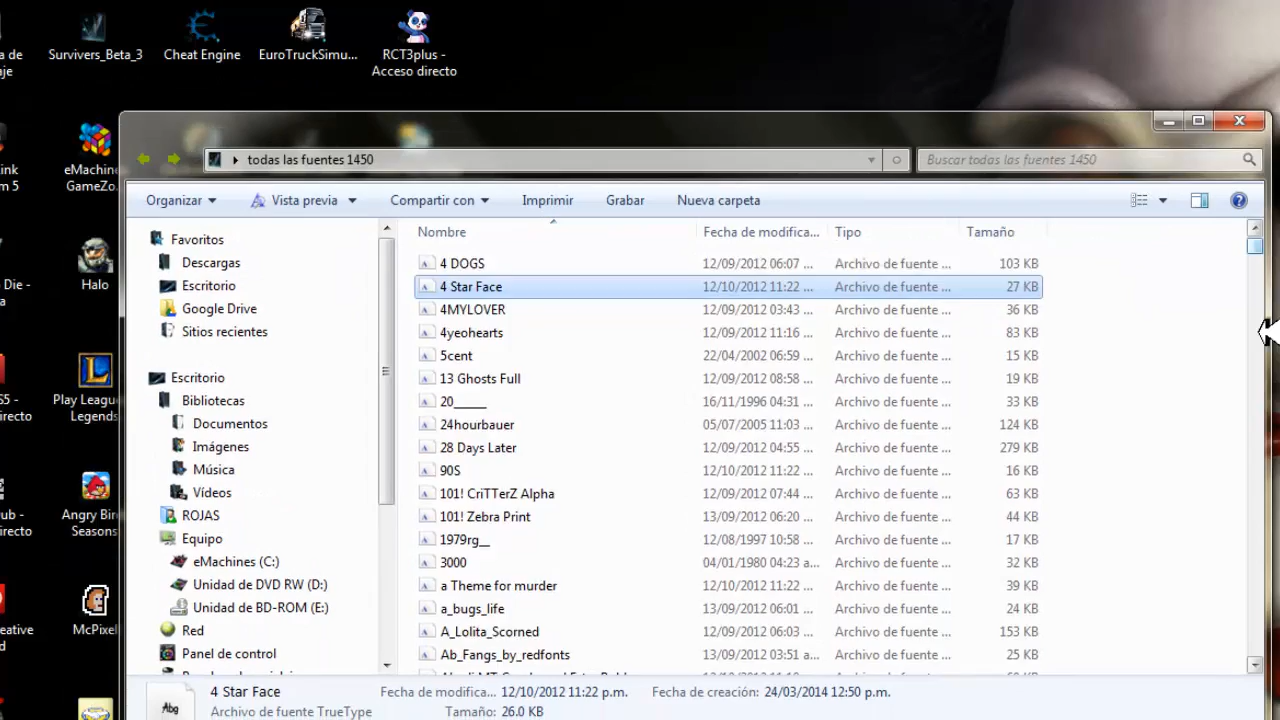 a de
aje
Survivers_Beta_3
Cheat Engine
EuroTruckSimu...
RCT3plus -
Acceso directo
ink
m 5
eMachine
GameZo..
Die -
a
Halo
S5 -
irecto
Play Leagu
Legends
ub -
irecto
Angry Bir
Seasons
reative
d
McPixel
todas las fuentes 1450
Buscar todas las fuentes 1450
Organizar Vista previa Compartir con Imprimir Grabar Nueva carpeta
Favoritos
Descargas
Escritorio
Google Drive
Sitios recientes
Escritorio
Bibliotecas
Documentos
Imágenes
Música
Vídeos
ROJAS
Equipo
eMachines (C:)
Unidad de DVD RW (D:)
Unidad de BD-ROM (E:)
Red
Panel de control
Nombre Fecha de modifica... Tipo Tamaño
4 DOGS 12/09/2012 06:07 ... Archivo de fuente ... 103 KB
4 Star Face 12/10/2012 11:22 ... Archivo de fuente ... 27 KB
4MYLOVER 12/09/2012 03:43 ... Archivo de fuente ... 36 KB
4yeohearts 12/09/2012 11:16 ... Archivo de fuente ... 83 KB
5cent 22/04/2002 06:59 ... Archivo de fuente ... 15 KB
13 Ghosts Full 12/09/2012 08:58 ... Archivo de fuente ... 19 KB
20______ 16/11/1996 04:31 ... Archivo de fuente ... 33 KB
24hourbauer 05/07/2005 11:03 ... Archivo de fuente ... 124 KB
28 Days Later 12/09/2012 04:55 ... Archivo de fuente ... 279 KB
90S 12/10/2012 11:22 ... Archivo de fuente ... 16 KB
101! CriTTerZ Alpha 12/09/2012 07:44 ... Archivo de fuente ... 63 KB
101! Zebra Print 13/09/2012 06:20 ... Archivo de fuente ... 44 KB
1979rg__ 12/08/1997 10:58 ... Archivo de fuente ... 17 KB
3000 04/01/1980 04:23 a... Archivo de fuente ... 32 KB
a Theme for murder 12/10/2012 11:22 ... Archivo de fuente ... 39 KB
a_bugs_life 13/09/2012 06:01 ... Archivo de fuente ... 24 KB
A_Lolita_Scorned 12/09/2012 06:03 ... Archivo de fuente ... 153 KB
Ab_Fangs_by_redfonts 13/09/2012 03:51 a... Archivo de fuente ... 25 KB
Abg
4 Star Face Fecha de modifica... 12/10/2012 11:22 p.m. Fecha de creación: 24/03/2014 12:50 p.m.
Archivo de fuente TrueType Tamaño: 26.0 KB